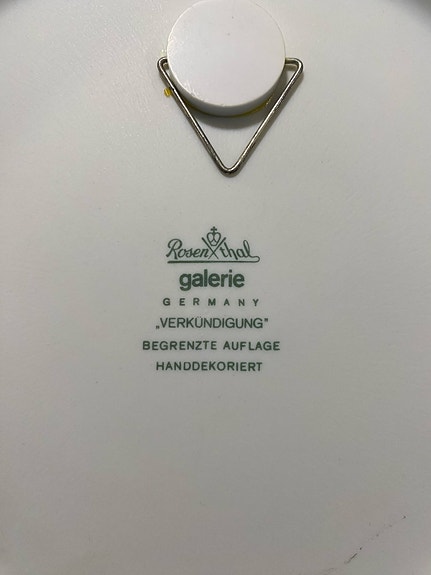 Rosenthal
galerie
GERMANY
„VERKÜNDIGUNG"
BEGRENZTE AUFLAGE
HANDDEKORIERT